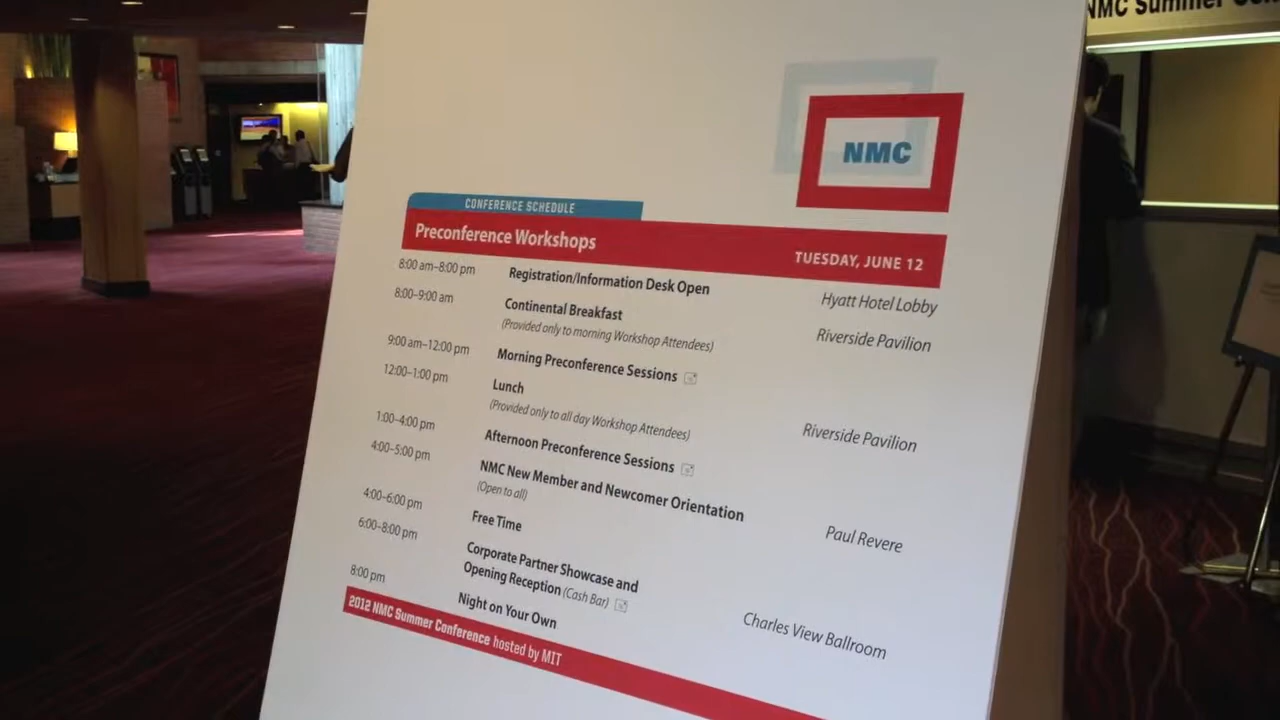 NMC Summer
NMC
CONFERENCE SCHEDULE
Preconference Workshops TUESDAY, JUNE 12
8:00 am–8:00 pm Registration/Information Desk Open Hyatt Hotel Lobby
8:00–9:00 am Continental Breakfast Riverside Pavilion
(Provided only to morning Workshop Attendees)
9:00 am–12:00 pm Morning Preconference Sessions
12:00–1:00 pm Lunch Riverside Pavilion
(Provided only to all day Workshop Attendees)
1:00–4:00 pm Afternoon Preconference Sessions
4:00–5:00 pm NMC New Member and Newcomer Orientation Paul Revere
(Open to all)
4:00–6:00 pm Free Time
6:00–8:00 pm Corporate Partner Showcase and
Opening Reception (Cash Bar) Charles View Ballroom
8:00 pm Night on Your Own
2012 NMC Summer Conference hosted by MIT